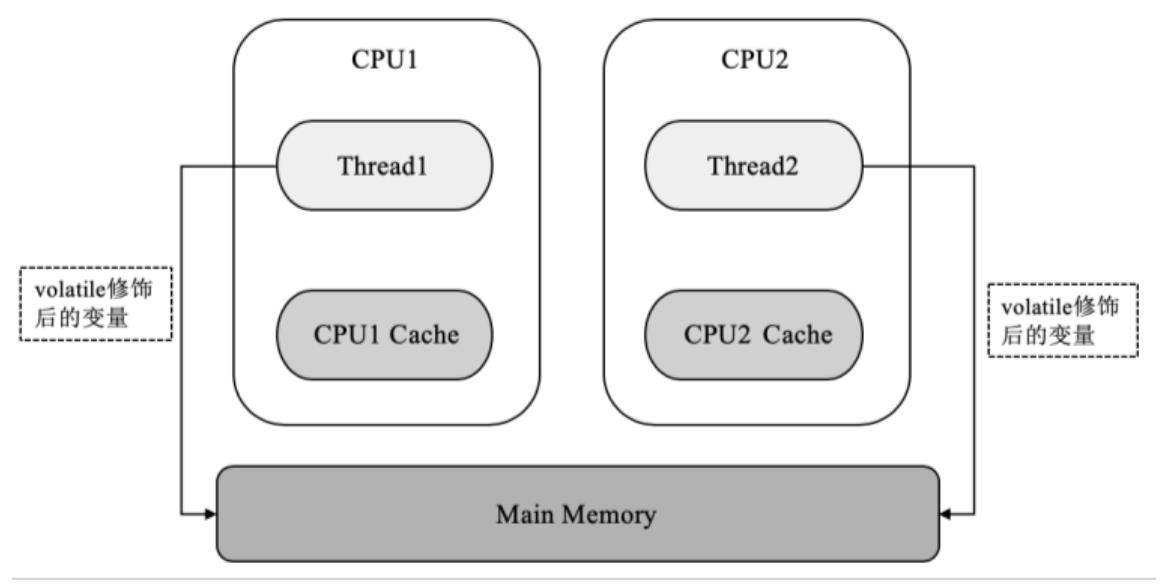 CPU1
CPU2
Thread1
Thread2
volatile修饰
后的变量
volatile修饰
后的变量
CPU1 Cache
CPU2 Cache
Main Memory